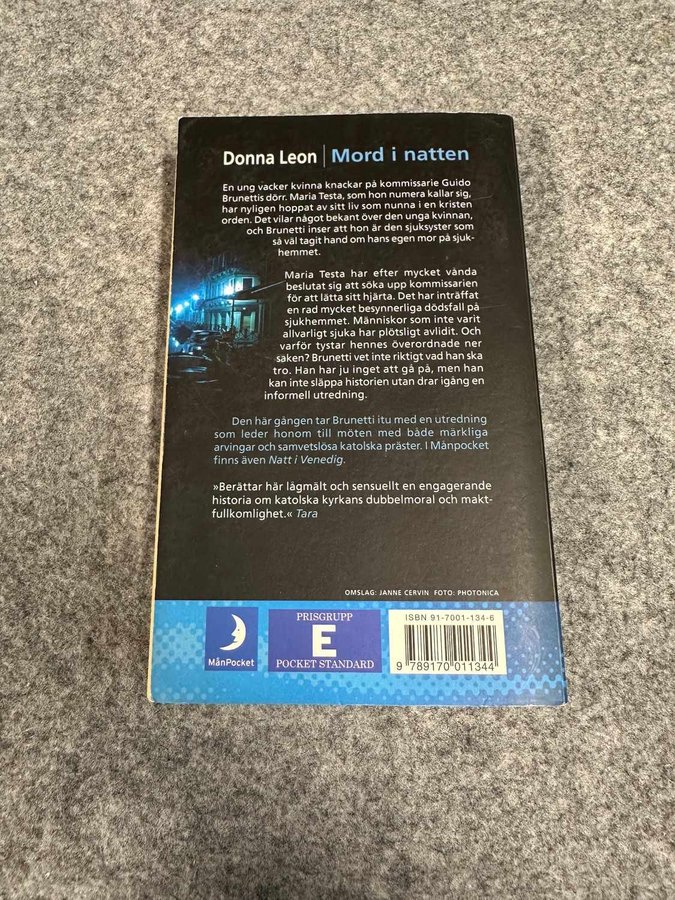 Donna Leon | Mord i natten
En ung vacker kvinna knackar på kommissarie Guido
Brunettis dörr. Maria Testa, som hon numera kallar sig,
har nyligen hoppat av sitt liv som nunna i en kristen
orden. Det vilar något bekant över den unga kvinnan,
och Brunetti inser att hon är den sjuksyster som
så väl tagit hand om hans egen mor på sjuk-
hemmet.
Maria Testa har efter mycket vånda
beslutat sig att söka upp kommissarien
för att lätta sitt hjärta. Det har inträffat
en rad mycket besynnerliga dödsfall på
sjukhemmet. Människor som inte varit
allvarligt sjuka har plötsligt avlidit. Och
varför tystar hennes överordnade ner
saken? Brunetti vet inte riktigt vad han ska
tro. Han har ju inget att gå på, men han
kan inte släppa historien utan drar igång en
informell utredning.
Den här gången tar Brunetti itu med en utredning
som leder honom till möten med både märkliga
arvingar och samvetslösa katolska präster. I Månpocket
finns även Natt i Venedig.
»Berättar här lågmält och sensuellt en engagerande
historia om katolska kyrkans dubbelmoral och makt-
fullkomlighet.« Tara
OMSLAG: JANNE CERVIN FOTO: PHOTONICA
MånPocket
PRISGRUPP
E
POCKET STANDARD
ISBN 91-7001-134-6
9 789170 011344